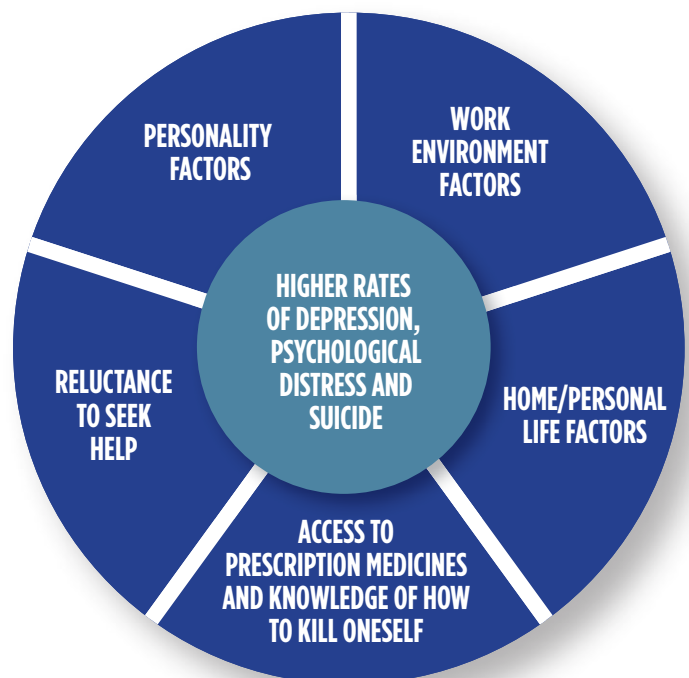 PERSONALITY
FACTORS
WORK
ENVIRONMENT
FACTORS
HIGHER RATES
OF DEPRESSION,
PSYCHOLOGICAL
DISTRESS AND
SUICIDE
RELUCTANCE
TO SEEK
HELP
HOME/PERSONAL
LIFE FACTORS
ACCESS TO
PRESCRIPTION MEDICINES
AND KNOWLEDGE OF HOW
TO KILL ONESELF